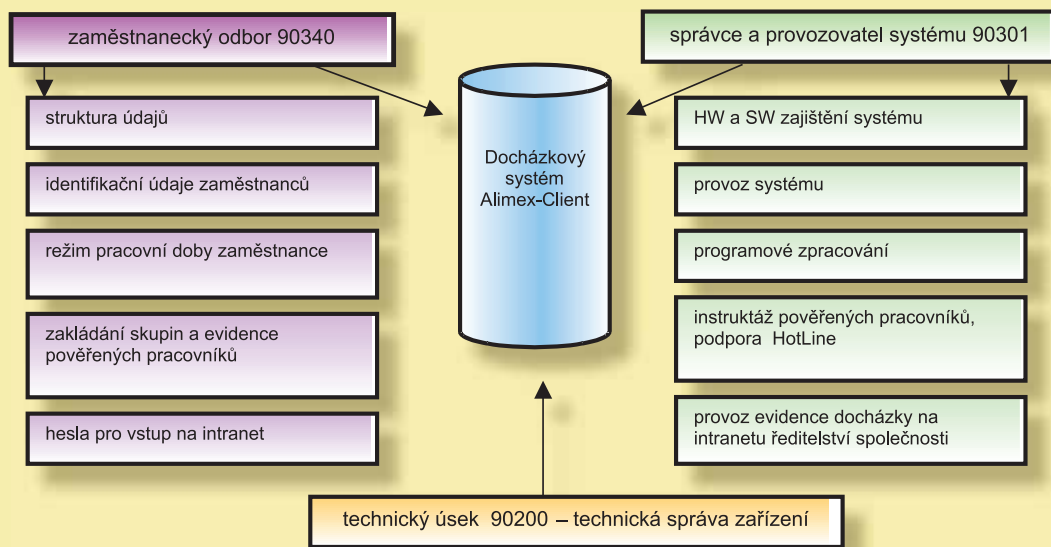 zaměstnanecký odbor 90340
struktura údajů
identifikační údaje zaměstnanců
režim pracovní doby zaměstnance
zakládání skupin a evidence
pověřených pracovníků
hesla pro vstup na intranet
Docházkový
systém
Alimex-Client
správce a provozovatel systému 90301
HW a SW zajištění systému
provoz systému
programové zpracování
instruktáž pověřených pracovníků,
podpora HotLine
provoz evidence docházky na
intranetu ředitelství společnosti
technický úsek 90200 – technická správa zařízení